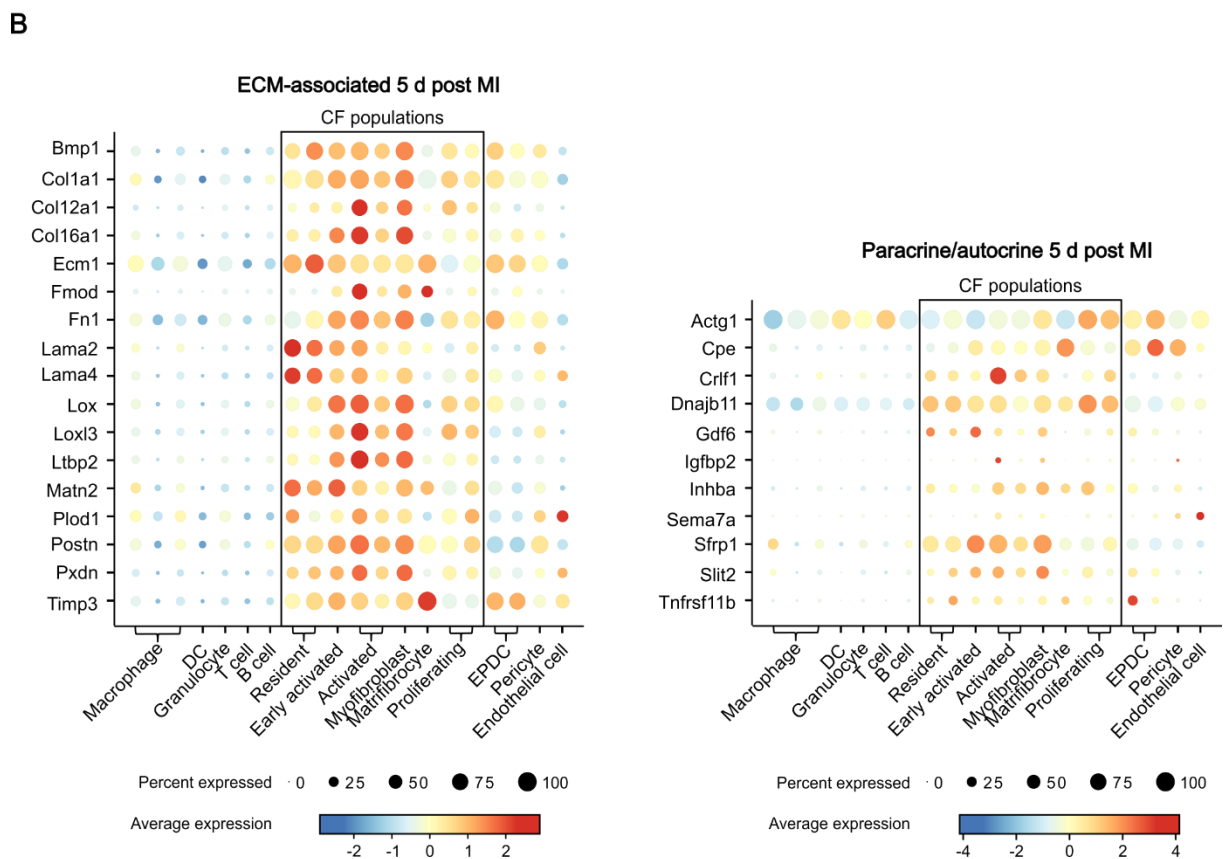 B
ECM-associated 5 d post MI
CF populations
Bmp1
Col1a1
Col12a1
Col16a1
Ecm1
Fmod
Fn1
Lama2
Lama4
Lox
Loxl3
Ltbp2
Matn2
Plod1
Postn
Pxdn
Timp3
Macrophage
DC
Granulocyte
T cell
B cell
Resident
Early activated
Activated
Myofibroblast
Matrifibrocyte
Proliferating
EPDC
Pericyte
Endothelial cell
Percent expressed 0 25 50 75 100
Average expression
-2 -1 0 1 2
Paracrine/autocrine 5 d post MI
CF populations
Actg1
Cpe
Crlf1
Dnajb11
Gdf6
Igfbp2
Inhba
Sema7a
Sfrp1
Slit2
Tnfrsf11b
Macrophage
DC
Granulocyte
T cell
B cell
Resident
Early activated
Activated
Myofibroblast
Matrifibrocyte
Proliferating
EPDC
Pericyte
Endothelial cell
Percent expressed 0 25 50 75 100
Average expression
-4 -2 0 2 4